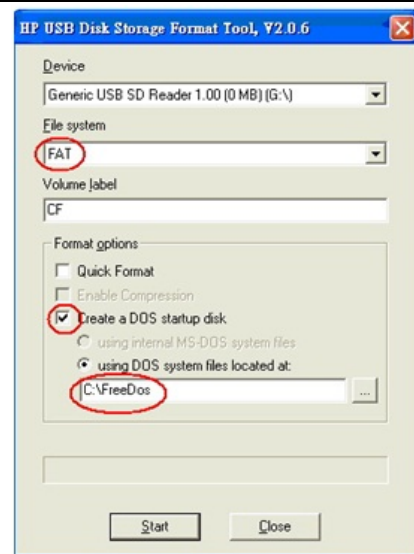 HP USB Disk Storage Format Tool, V2.0.6
Device
Generic USB SD Reader 1.00 (0 MB) (G:\)
File system
FAT
Volume label
CF
Format options
Quick Format
Enable Compression
Create a DOS startup disk
using internal MS-DOS system files
using DOS system files located at:
C:\FreeDos
...
Start
Close